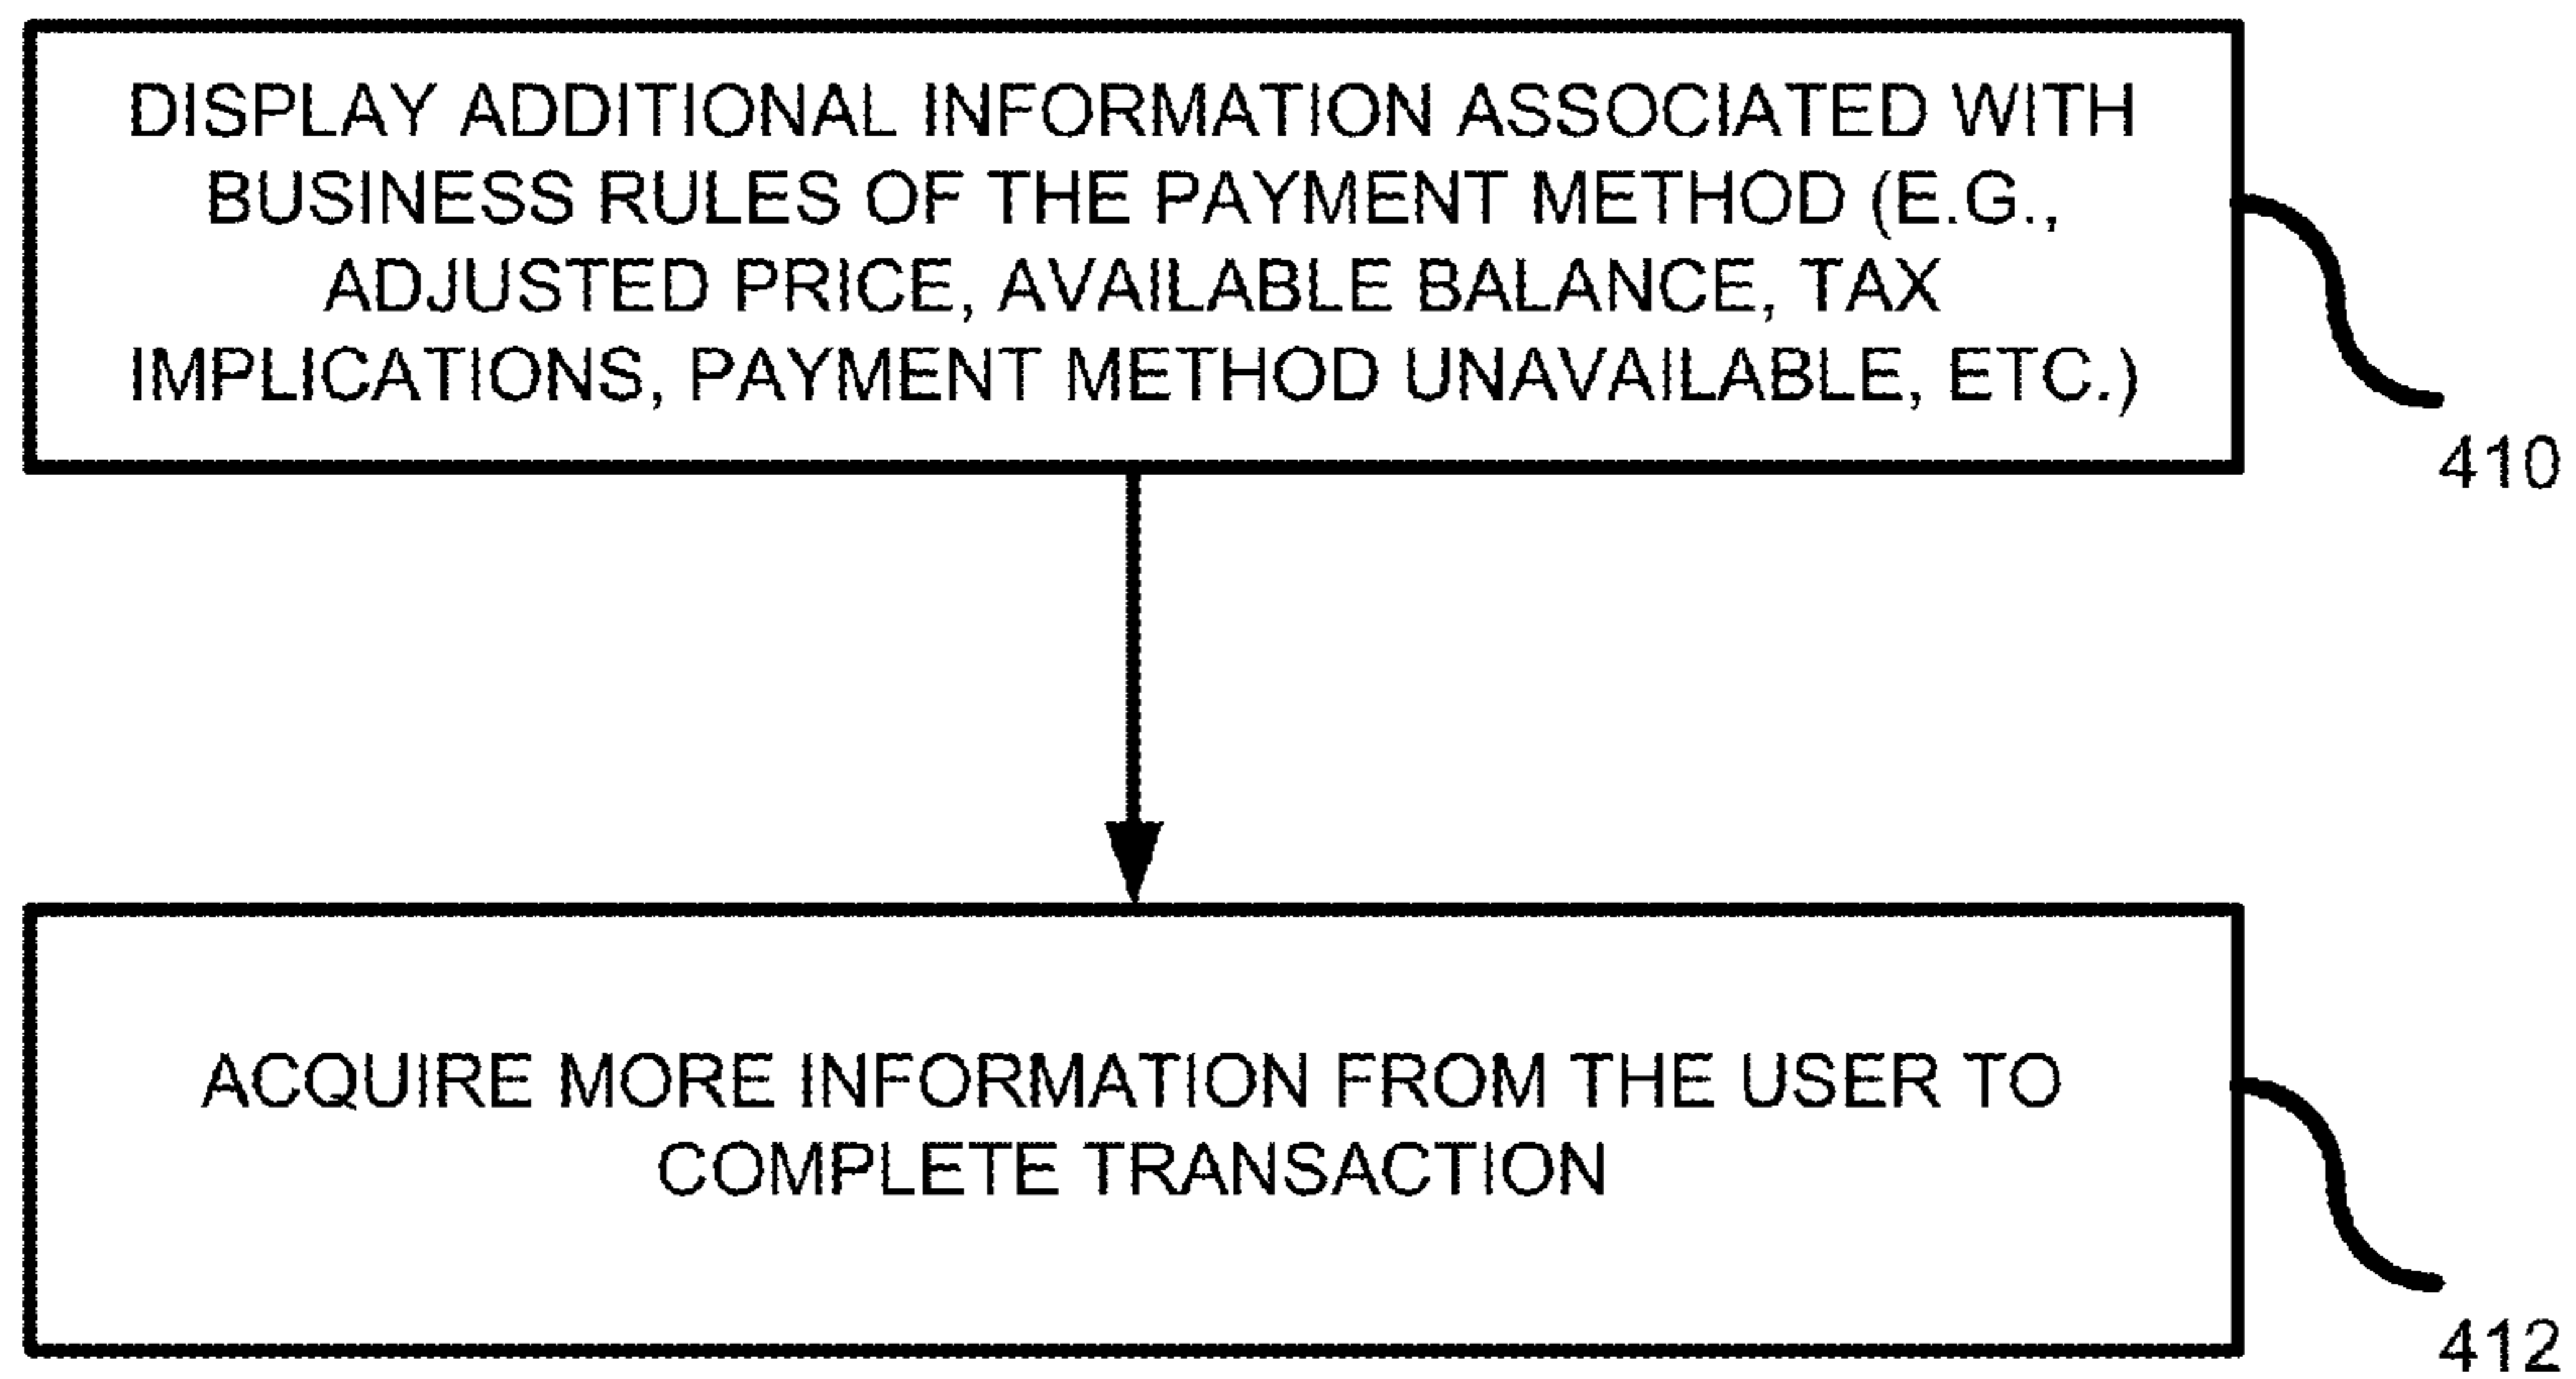 DISPLAY ADDITIONAL INFORMATION ASSOCIATED WITH
BUSINESS RULES OF THE PAYMENT METHOD (E.G.,
ADJUSTED PRICE, AVAILABLE BALANCE, TAX
IMPLICATIONS, PAYMENT METHOD UNAVAILABLE, ETC.)
410
ACQUIRE MORE INFORMATION FROM THE USER TO
COMPLETE TRANSACTION
412